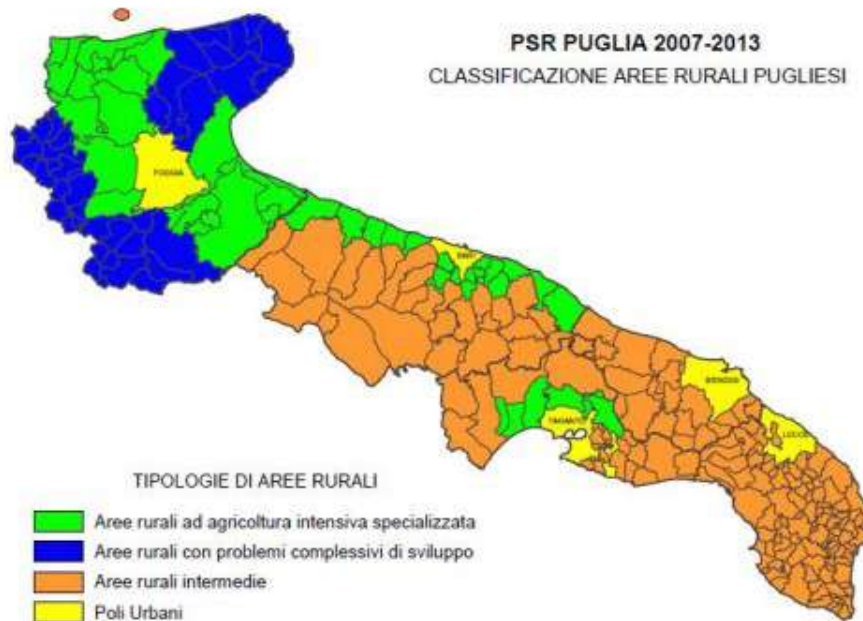 PSR PUGLIA 2007-2013
CLASSIFICAZIONE AREE RURALI PUGLIESI
FOGGIA
BARI
BRINDISI
TARANTO
LECCE
TIPOLOGIE DI AREE RURALI
Aree rurali ad agricoltura intensiva specializzata
Aree rurali con problemi complessivi di sviluppo
Aree rurali intermedie
Poli Urbani